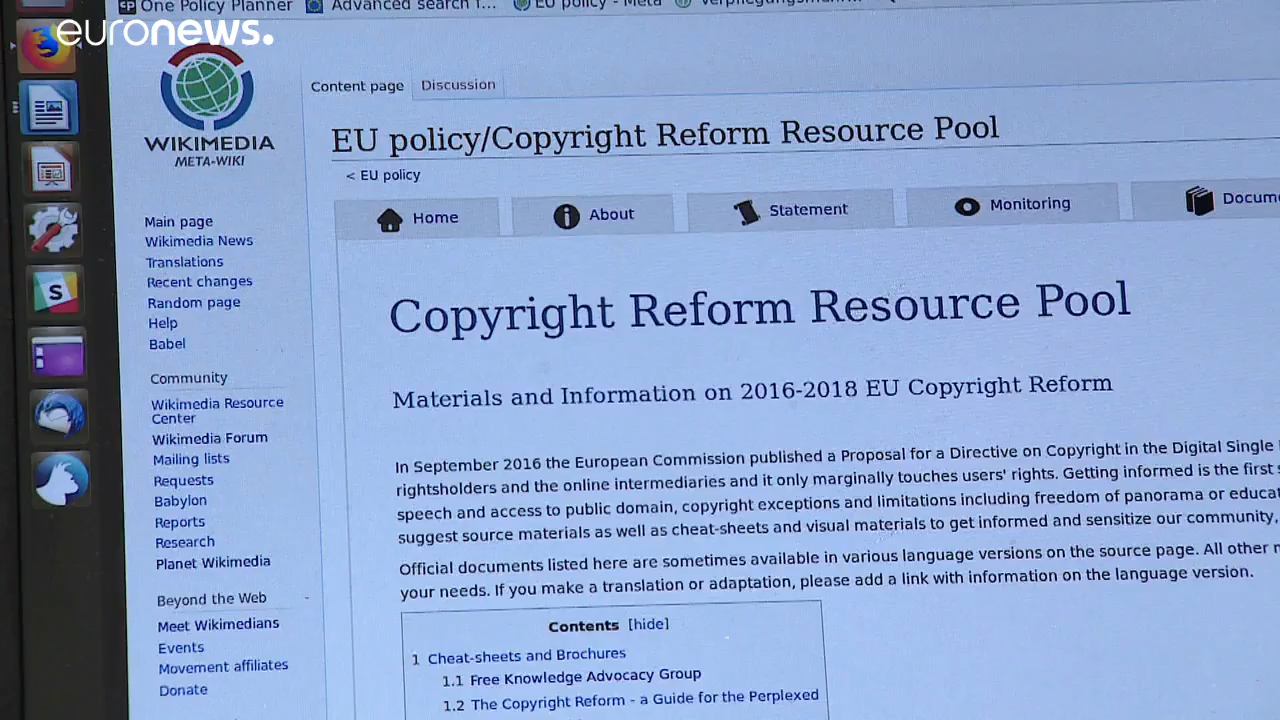 One Policy Planner
Advanced search f...
EU policy - Meta
euronews.
WIKIMEDIA
META-WIKI
Content page
Discussion
EU policy/Copyright Reform Resource Pool
< EU policy
Home
About
Statement
Monitoring
Docum
Main page
Wikimedia News
Translations
Recent changes
Random page
Help
Babel
Community
Wikimedia Resource
Center
Wikimedia Forum
Mailing lists
Requests
Babylon
Reports
Research
Planet Wikimedia
Beyond the Web
Meet Wikimedians
Events
Movement affiliates
Donate
S
Copyright Reform Resource Pool
Materials and Information on 2016-2018 EU Copyright Reform
In September 2016 the European Commission published a Proposal for a Directive on Copyright in the Digital Single
rightsholders and the online intermediaries and it only marginally touches users' rights. Getting informed is the first s
speech and access to public domain, copyright exceptions and limitations including freedom of panorama or educat
suggest source materials as well as cheat-sheets and visual materials to get informed and sensitize our community,
Official documents listed here are sometimes available in various language versions on the source page. All other
your needs. If you make a translation or adaptation, please add a link with information on the language version.
Contents [hide]
1 Cheat-sheets and Brochures
1.1 Free Knowledge Advocacy Group
1.2 The Copyright Reform - a Guide for the Perplexed